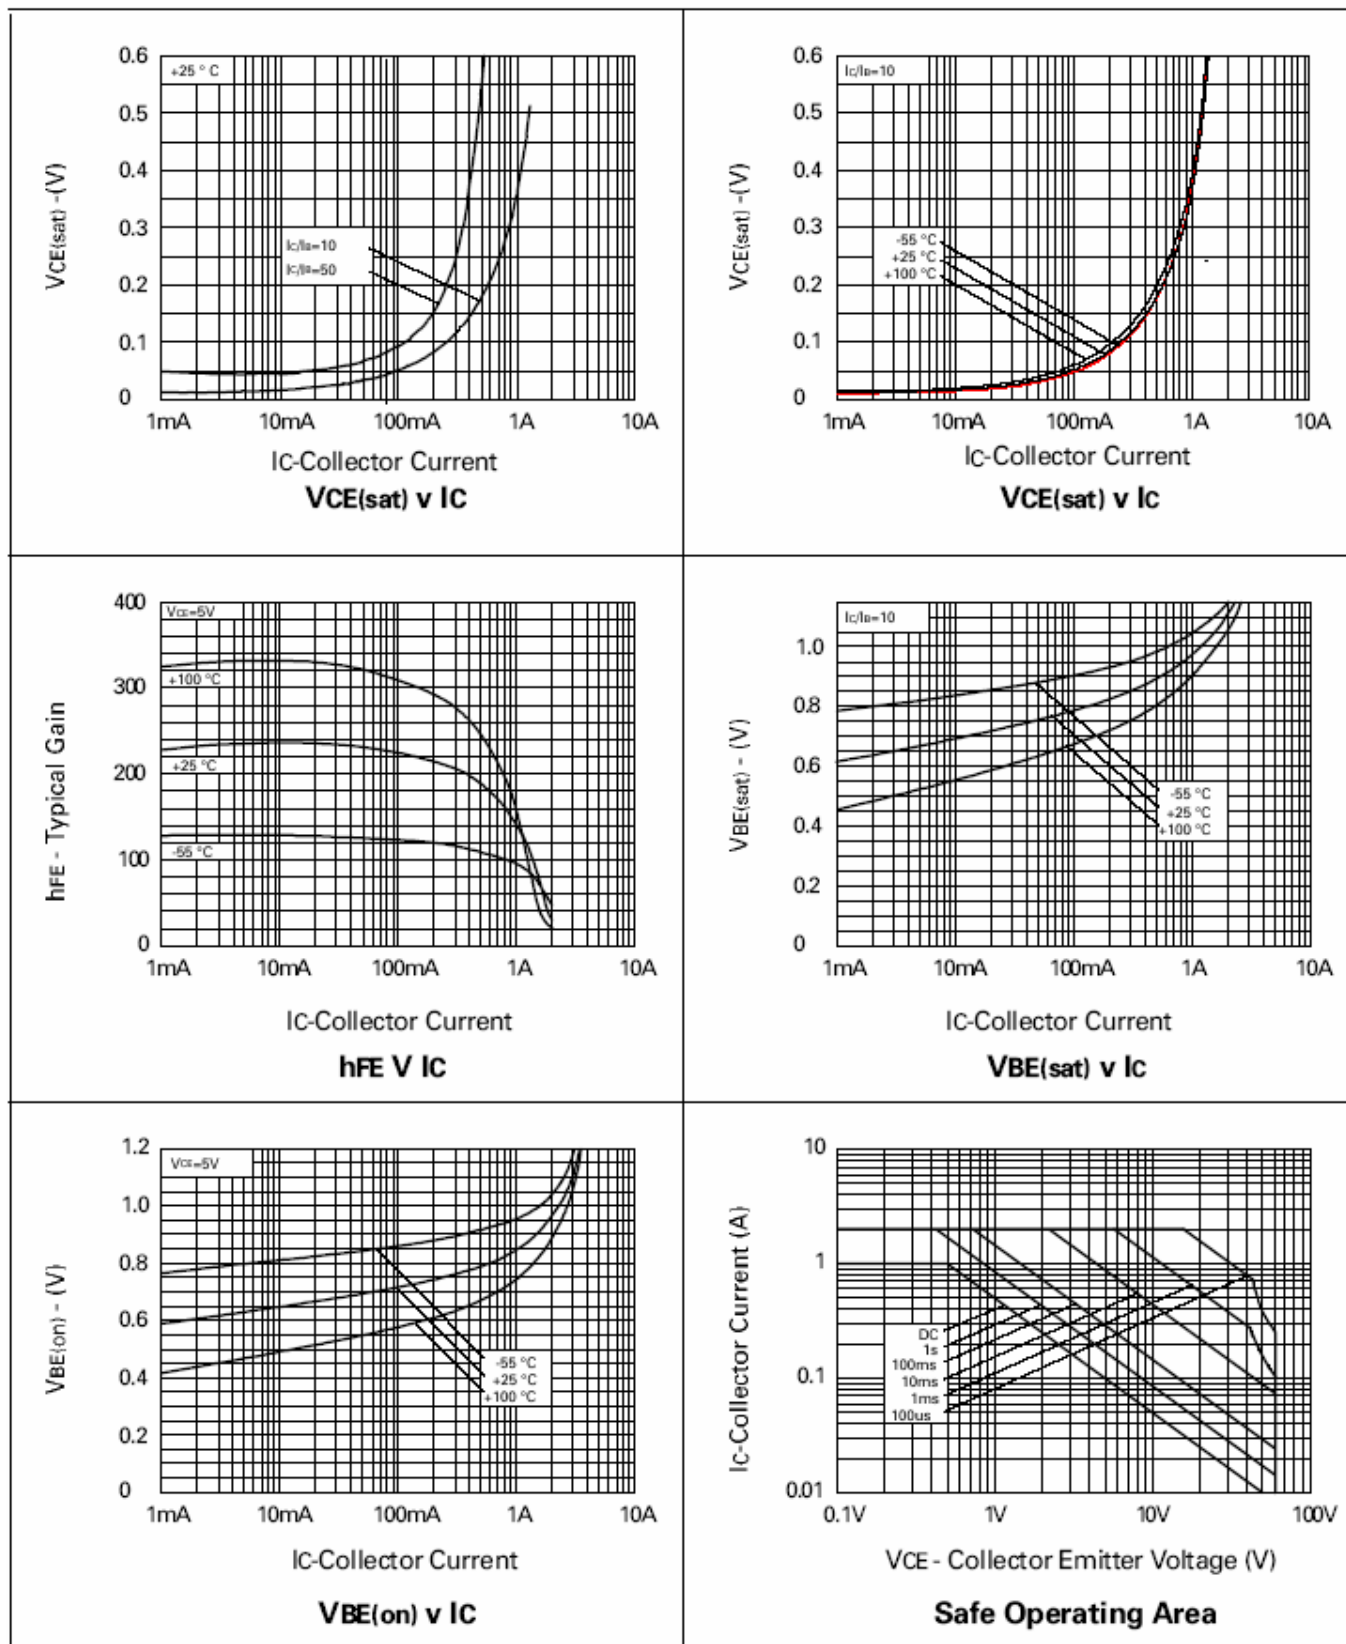 0.6
+25 ° C
0.5
0.4
0.3
0.2
0.1
0
VCE(sat) -(V)
IC/IB=10
IC/IB=50
1mA 10mA 100mA 1A 10A
IC-Collector Current
VCE(sat) v IC
0.6
IC/IB=10
0.5
0.4
0.3
0.2
0.1
0
VCE(sat) -(V)
-55 °C
+25 °C
+100 °C
1mA 10mA 100mA 1A 10A
IC-Collector Current
VCE(sat) v IC
400
VCE=5V
300
200
100
0
hFE - Typical Gain
+100 °C
+25 °C
-55 °C
1mA 10mA 100mA 1A 10A
IC-Collector Current
hFE V IC
IC/IB=10
1.0
0.8
0.6
0.4
0.2
0
VBE(sat) - (V)
-55 °C
+25 °C
+100 °C
1mA 10mA 100mA 1A 10A
IC-Collector Current
VBE(sat) v IC
1.2
VCE=5V
1.0
0.8
0.6
0.4
0.2
0
VBE(on) - (V)
-55 °C
+25 °C
+100 °C
1mA 10mA 100mA 1A 10A
IC-Collector Current
VBE(on) v IC
10
1
0.1
0.01
IC-Collector Current (A)
DC
1s
100ms
10ms
1ms
100us
0.1V 1V 10V 100V
VCE - Collector Emitter Voltage (V)
Safe Operating Area